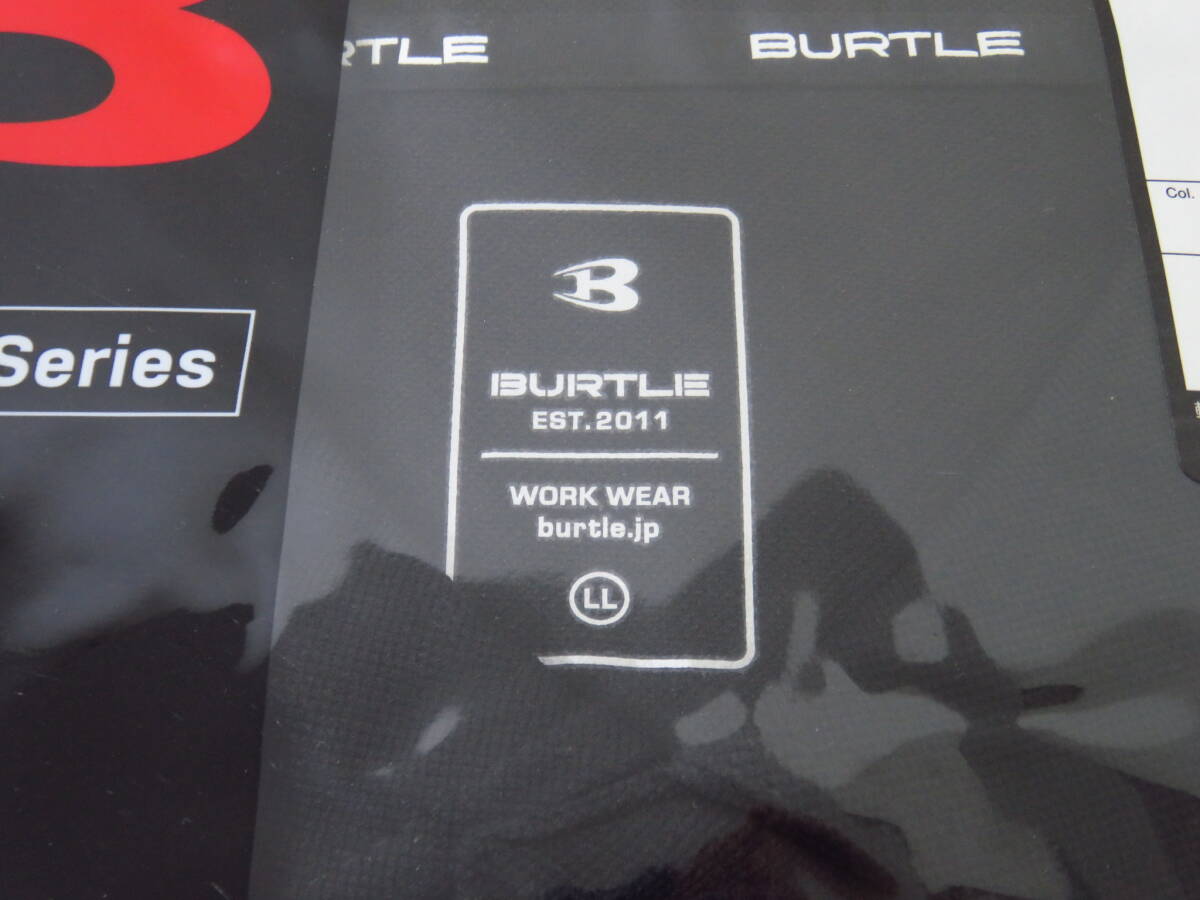 BURTLE
RTLE
Col.
Series
B
BURTLE
EST.2011
WORK WEAR
burtle.jp
LL